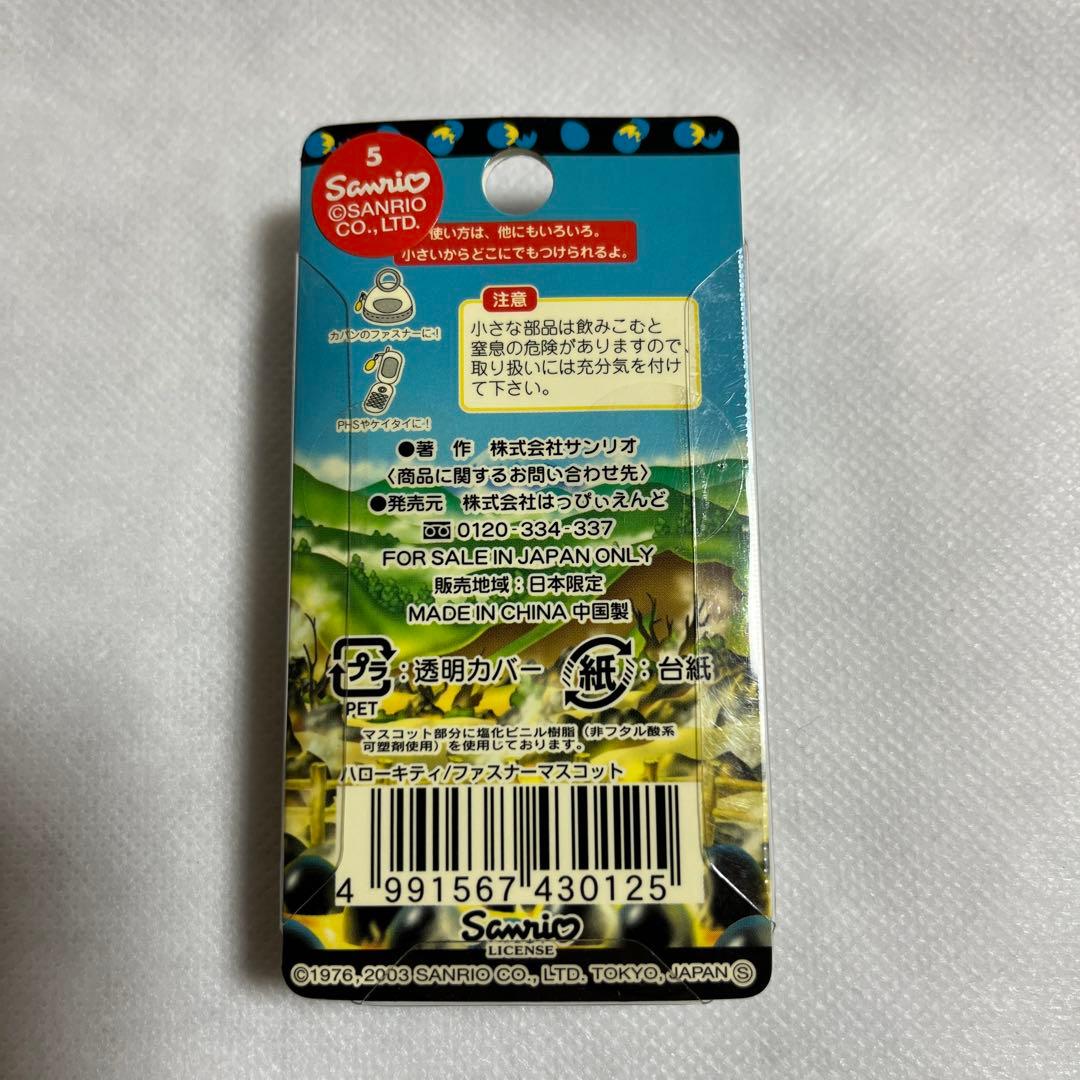 5
Sanrio
©SANRIO
CO., LTD.
使い方は、他にもいろいろ。
小さいからどこにでもつけられるよ。
カバンのファスナーに!
PHSやケイタイに!
注意
小さな部品は飲みこむと
窒息の危険がありますので、
取り扱いには充分気を付け
て下さい。
●著 作 株式会社サンリオ
〈商品に関するお問い合わせ先〉
●発売元 株式会社はっぴぃえんど
0120-334-337
FOR SALE IN JAPAN ONLY
販売地域：日本限定
MADE IN CHINA 中国製
プラ：透明カバー
PET
紙：台紙
マスコット部分に塩化ビニル樹脂（非フタル酸系
可塑剤使用）を使用しております。
ハローキティ/ファスナーマスコット
4 991567 430125
Sanrio
LICENSE
©1976, 2003 SANRIO CO., LTD. TOKYO, JAPAN Ⓢ